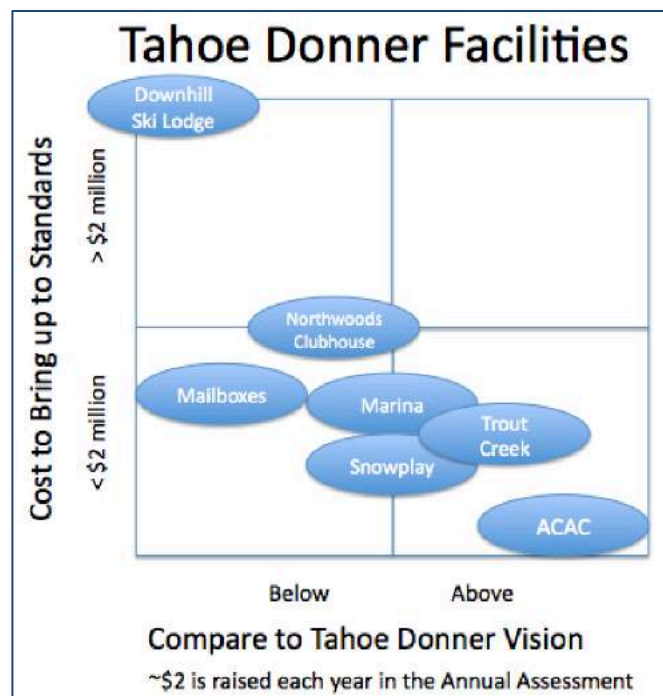 Tahoe Donner Facilities
Downhill
Ski Lodge
Cost to Bring up to Standards
> $2 million
< $2 million
Northwoods
Clubhouse
Mailboxes
Marina
Trout
Creek
Snowplay
ACAC
Below
Above
Compare to Tahoe Donner Vision
~$2 is raised each year in the Annual Assessment